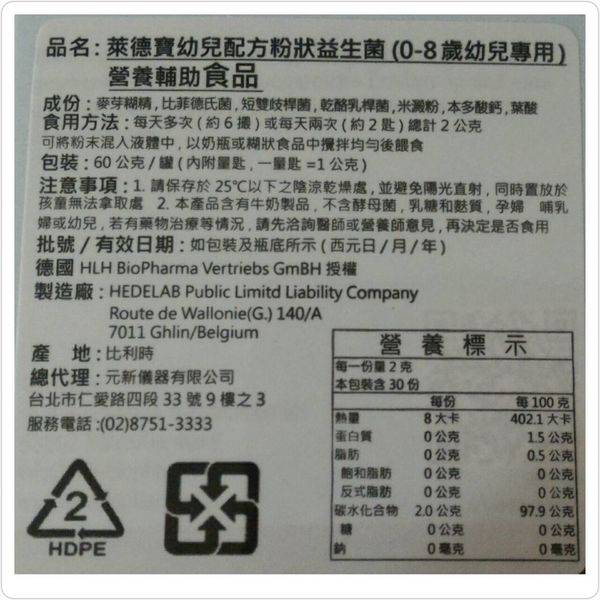 品名: 萊德寶幼兒配方粉狀益生菌 (0-8歲幼兒專用)
營養輔助食品
成份: 麥芽糊精, 比菲德氏菌, 短雙歧桿菌, 乾酪乳桿菌, 米澱粉, 本多酸鈣, 葉酸
食用方法: 每天多次 ( 約 6 撮 ) 或每天兩次 ( 約 2 匙 ) 總計 2 公克
可將粉末混入液體中, 以奶瓶或糊狀食品中攪拌均勻後餵食
包裝: 60 公克 / 罐 ( 內附量匙, 一量匙 =1 公克 )
注意事項: 1. 請保存於 25℃以下之陰涼乾燥處, 並避免陽光直射, 同時置放於
孩童無法拿取處  2. 本產品含有牛奶製品, 不含酵母菌, 乳糖和麩質, 孕婦  哺乳
婦或幼兒, 若有藥物治療等情況, 請先洽詢醫師或營養師意見, 再決定是否食用
批號 / 有效日期: 如包裝及瓶底所示 ( 西元日 / 月 / 年 )
德國 HLH BioPharma Vertriebs GmBH 授權
製造廠: HEDELAB Public Limitd Liability Company
Route de Wallonie(G.) 140/A
7011 Ghlin/Belgium
產 地: 比利時
總代理: 元新儀器有限公司
台北市仁愛路四段 33 號 9 樓之 3
服務電話:(02)8751-3333
2
HDPE
營養標示
每一份量 2 克
本包裝含 30 份
每份 每 100 克
熱量 8 大卡 402.1 大卡
蛋白質 0 公克 1.5 公克
脂肪 0 公克 0.5 公克
飽和脂肪 0 公克 0 公克
反式脂肪 0 公克 0 公克
碳水化合物 2.0 公克 97.9 公克
糖 0 公克 0 公克
鈉 0 毫克 0 毫克